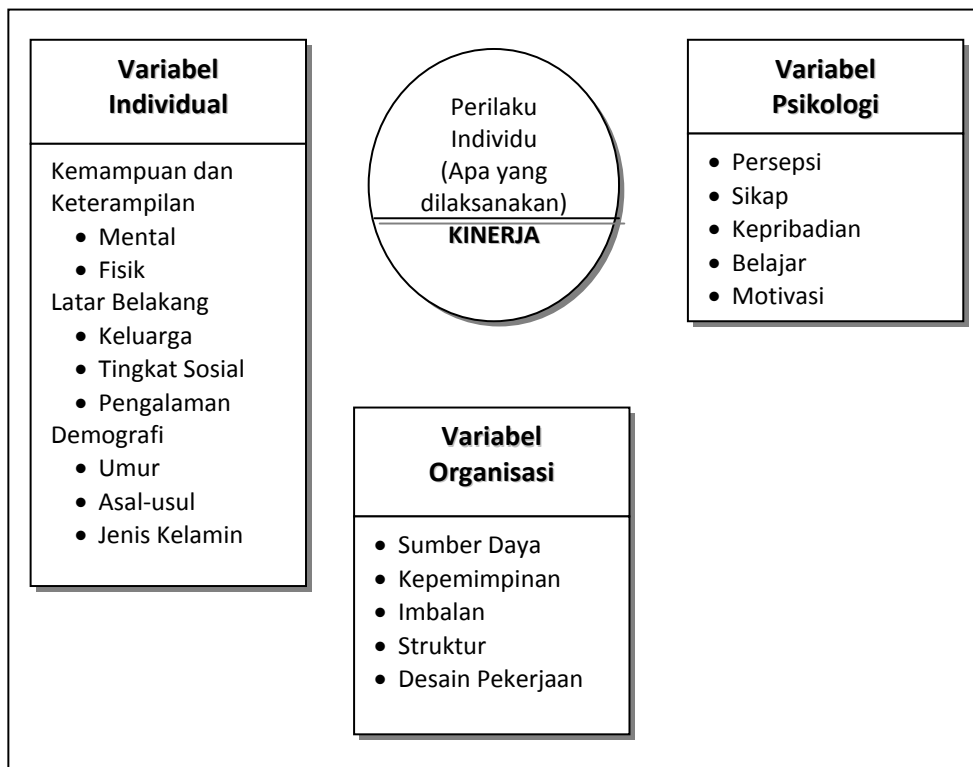 Variabel
Individual
Kemampuan dan
Keterampilan
• Mental
• Fisik
Latar Belakang
• Keluarga
• Tingkat Sosial
• Pengalaman
Demografi
• Umur
• Asal-usul
• Jenis Kelamin
Perilaku
Individu
(Apa yang
dilaksanakan)
KINERJA
Variabel
Psikologi
• Persepsi
• Sikap
• Kepribadian
• Belajar
• Motivasi
Variabel
Organisasi
• Sumber Daya
• Kepemimpinan
• Imbalan
• Struktur
• Desain Pekerjaan